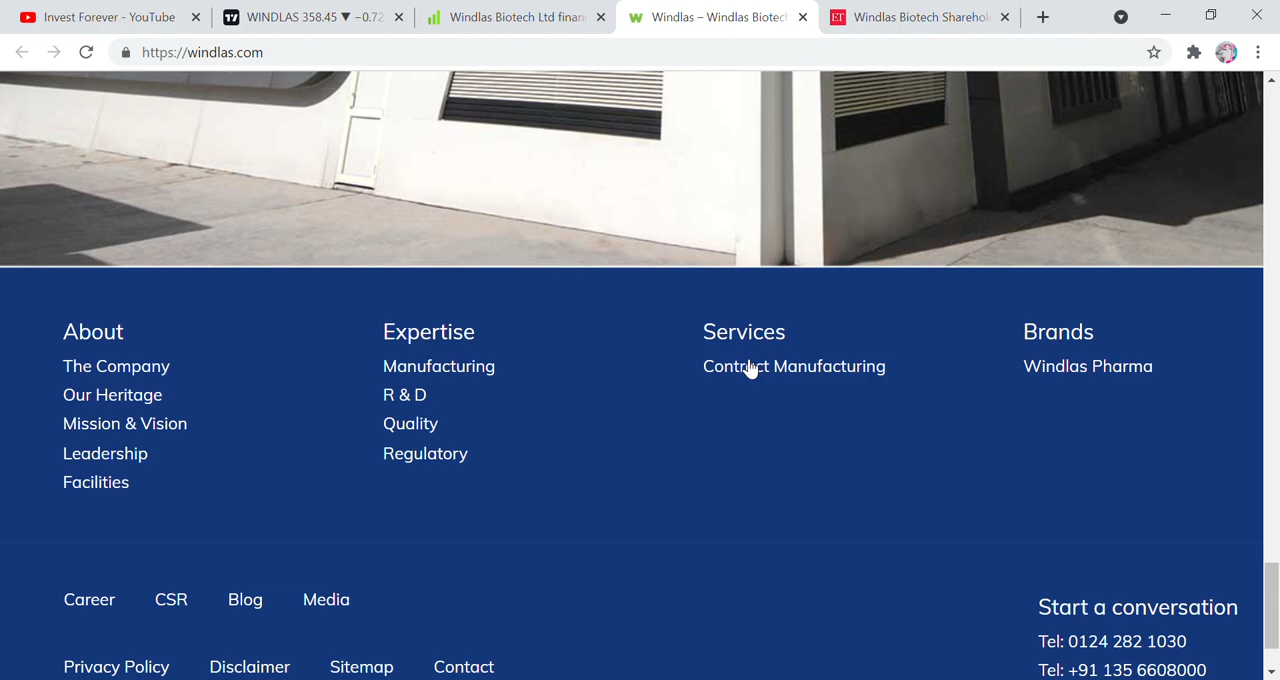 Invest Forever - YouTube
WINDLAS 358.45 ▼ −0.72
Windlas Biotech Ltd finan
Windlas – Windlas Biotech
ET Windlas Biotech Sharehol
https://windlas.com
About
Expertise
Services
Brands
The Company
Manufacturing
Contract Manufacturing
Windlas Pharma
Our Heritage
R & D
Mission & Vision
Quality
Leadership
Regulatory
Facilities
Career
CSR
Blog
Media
Start a conversation
Tel: 0124 282 1030
Privacy Policy
Disclaimer
Sitemap
Contact
Tel: +91 135 6608000